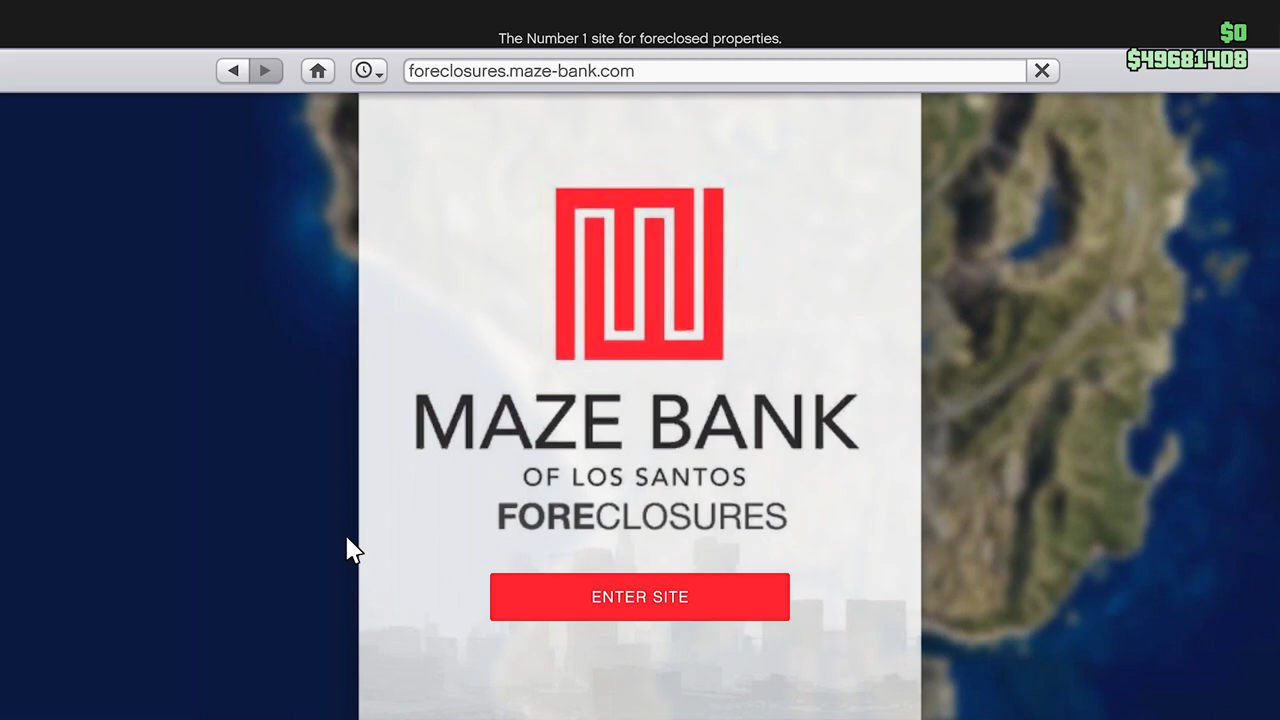 The Number 1 site for foreclosed properties.
$0
$49681408
foreclosures.maze-bank.com
MAZE BANK
OF LOS SANTOS
FORECLOSURES
ENTER SITE